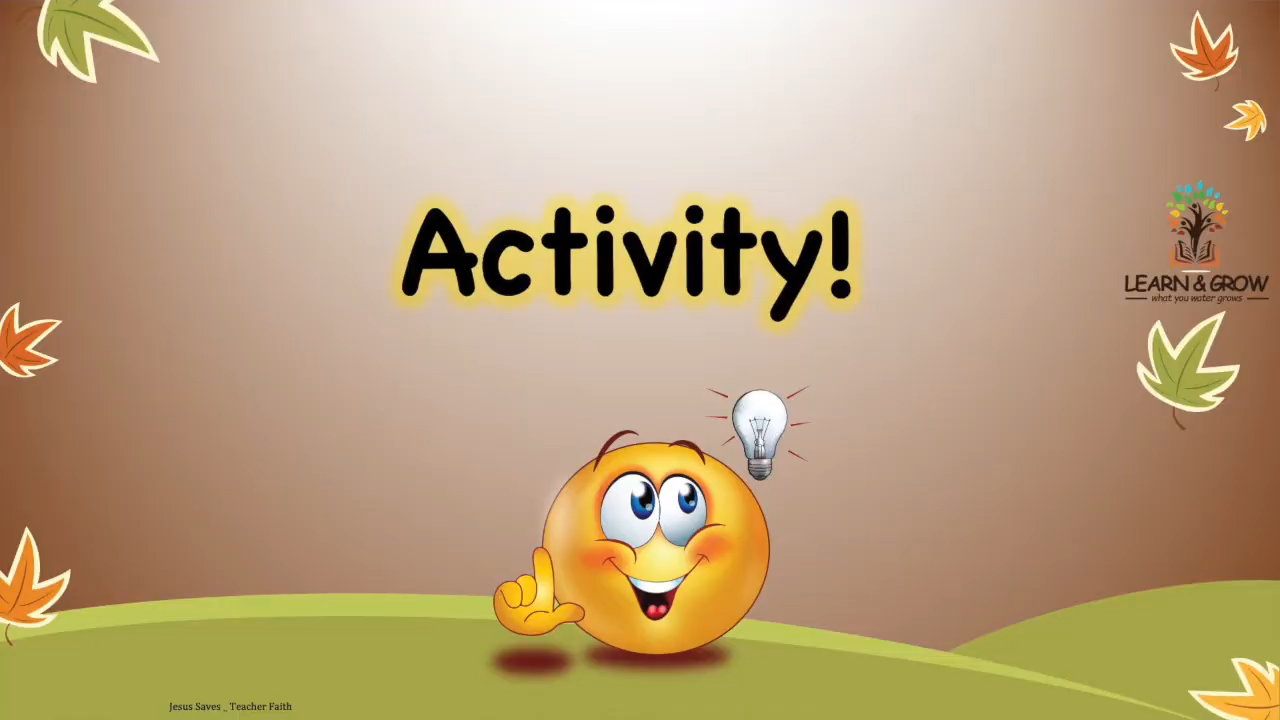 Activity!
LEARN & GROW
what you water grows
Jesus Saves _ Teacher Faith